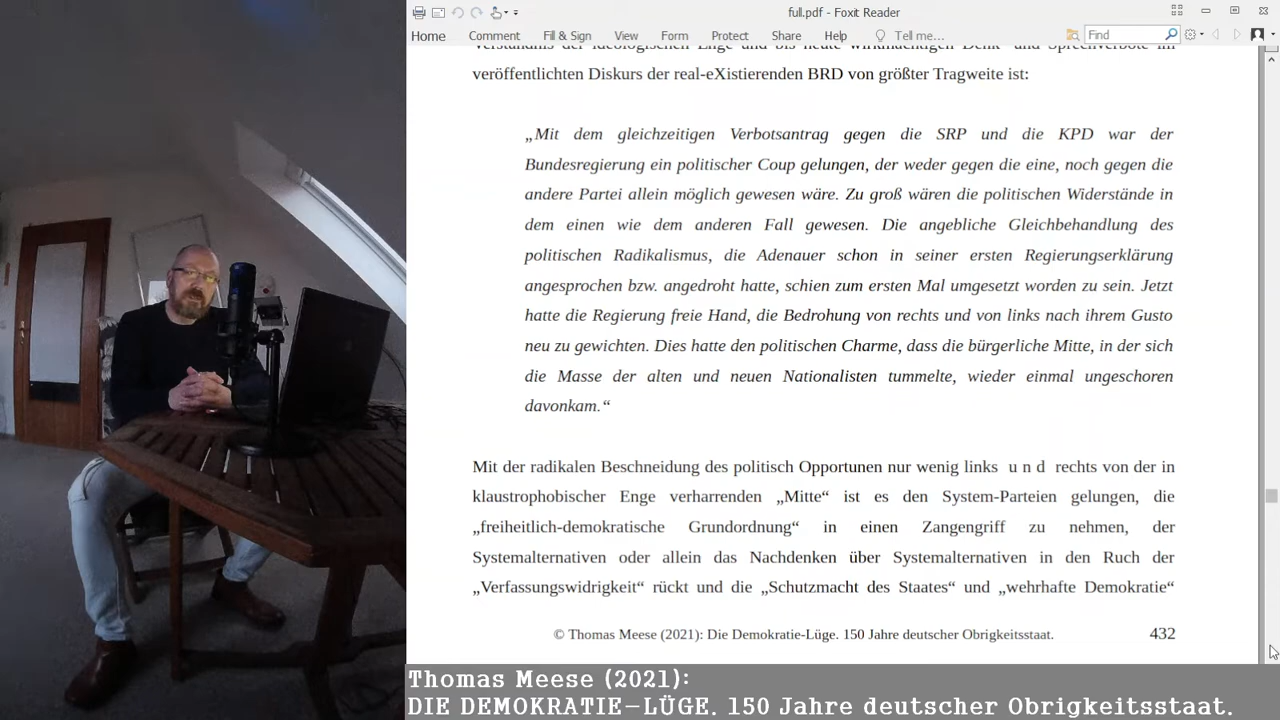 full.pdf - Foxit Reader
Home Comment Fill & Sign View Form Protect Share Help Tell me... Find
Verständnis der ideologischen Enge und bis heute wirkmächtigen Denk- und Sprechverbote im
veröffentlichten Diskurs der real-eXistierenden BRD von größter Tragweite ist:
„Mit dem gleichzeitigen Verbotsantrag gegen die SRP und die KPD war der
Bundesregierung ein politischer Coup gelungen, der weder gegen die eine, noch gegen die
andere Partei allein möglich gewesen wäre. Zu groß wären die politischen Widerstände in
dem einen wie dem anderen Fall gewesen. Die angebliche Gleichbehandlung des
politischen Radikalismus, die Adenauer schon in seiner ersten Regierungserklärung
angesprochen bzw. angedroht hatte, schien zum ersten Mal umgesetzt worden zu sein. Jetzt
hatte die Regierung freie Hand, die Bedrohung von rechts und von links nach ihrem Gusto
neu zu gewichten. Dies hatte den politischen Charme, dass die bürgerliche Mitte, in der sich
die Masse der alten und neuen Nationalisten tummelte, wieder einmal ungeschoren
davonkam.“
Mit der radikalen Beschneidung des politisch Opportunen nur wenig links u n d rechts von der in
klaustrophobischer Enge verharrenden „Mitte“ ist es den System-Parteien gelungen, die
„freiheitlich-demokratische Grundordnung“ in einen Zangengriff zu nehmen, der
Systemalternativen oder allein das Nachdenken über Systemalternativen in den Ruch der
„Verfassungswidrigkeit“ rückt und die „Schutzmacht des Staates“ und „wehrhafte Demokratie“
© Thomas Meese (2021): Die Demokratie-Lüge. 150 Jahre deutscher Obrigkeitsstaat. 432
Thomas Meese (2021):
DIE DEMOKRATIE-LÜGE. 150 Jahre deutscher Obrigkeitsstaat.